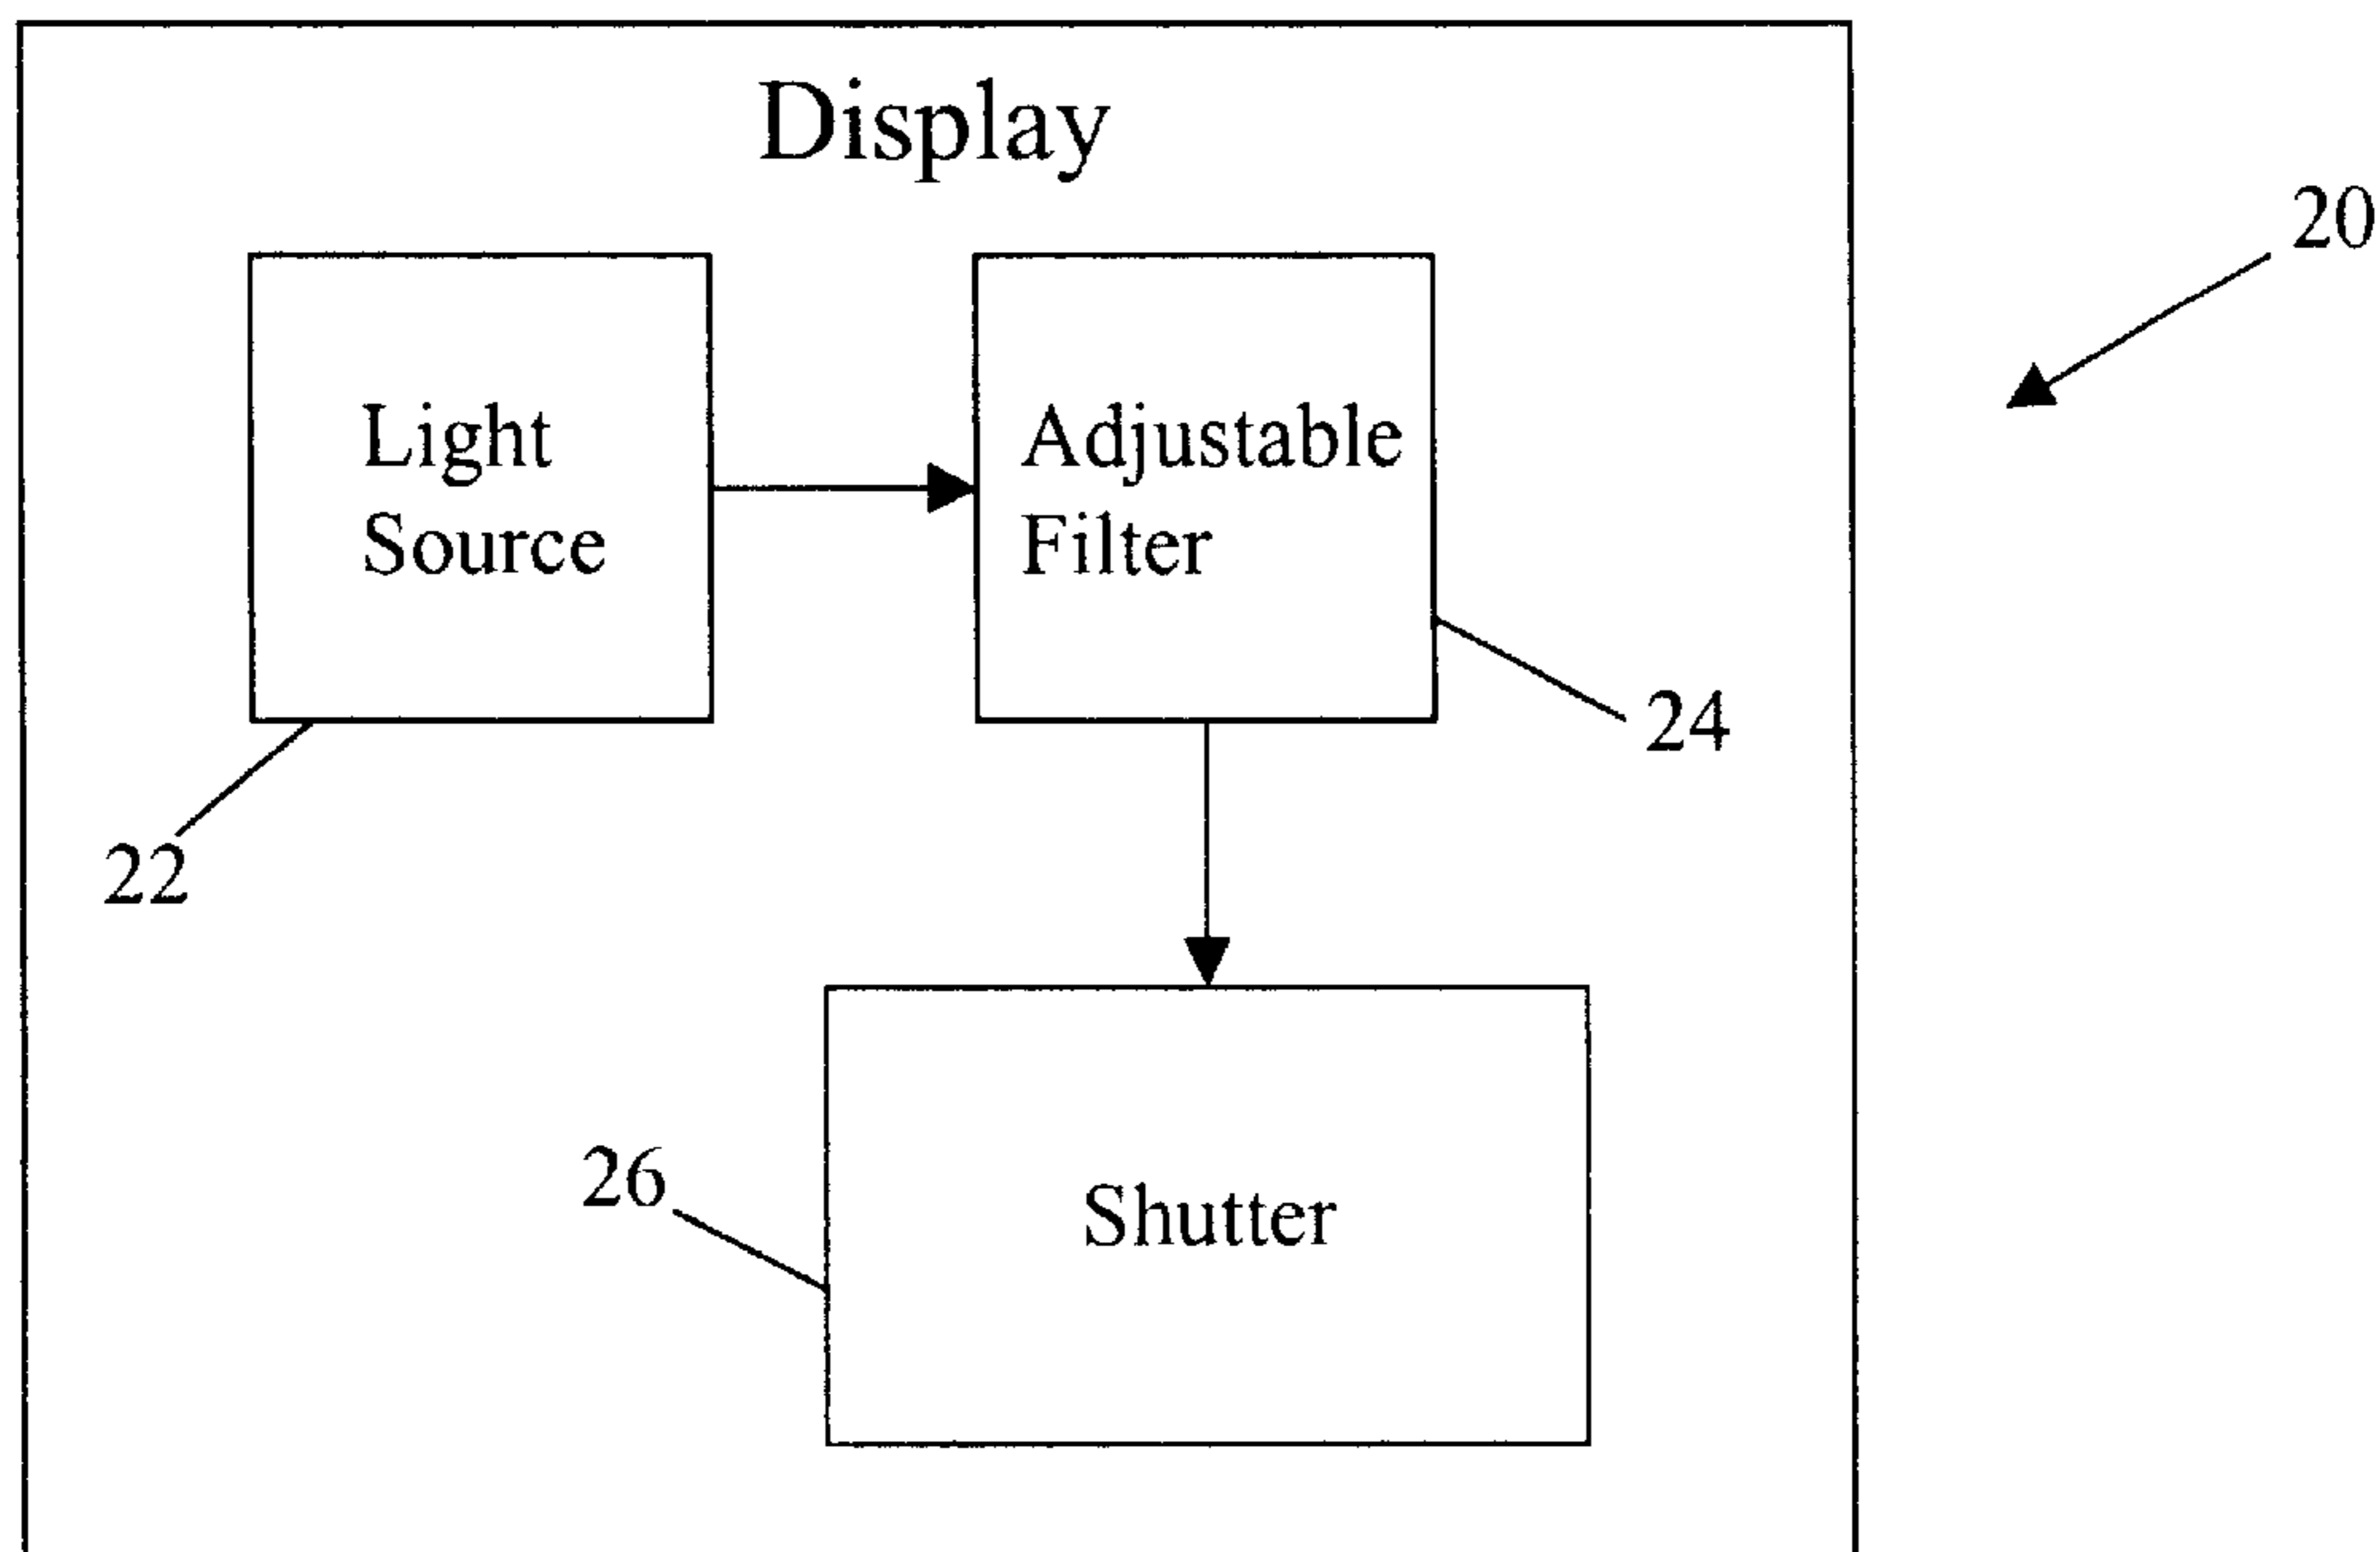 Display
20
Light
Source
Adjustable
Filter
24
22
26
Shutter